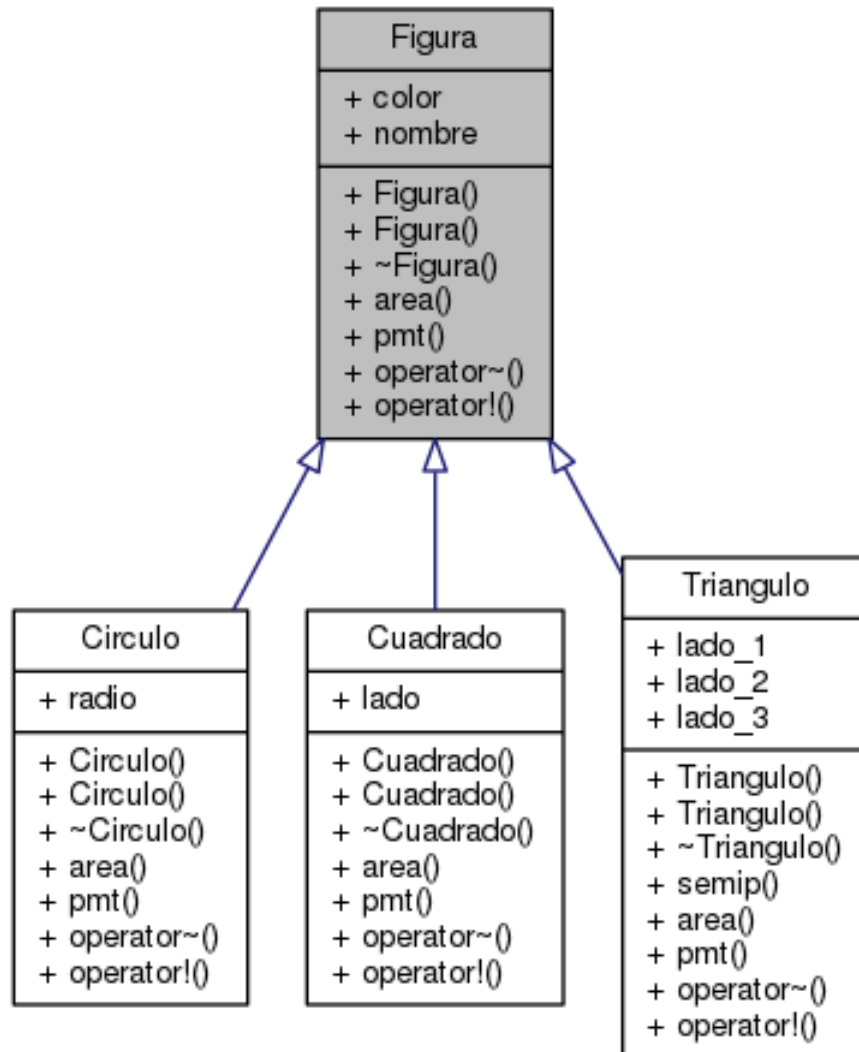 Figura
+ color
+ nombre
+ Figura()
+ Figura()
+ ~Figura()
+ area()
+ pmt()
+ operator~()
+ operator!()
Circulo
+ radio
+ Circulo()
+ Circulo()
+ ~Circulo()
+ area()
+ pmt()
+ operator~()
+ operator!()
Cuadrado
+ lado
+ Cuadrado()
+ Cuadrado()
+ ~Cuadrado()
+ area()
+ pmt()
+ operator~()
+ operator!()
Triangulo
+ lado_1
+ lado_2
+ lado_3
+ Triangulo()
+ Triangulo()
+ ~Triangulo()
+ semip()
+ area()
+ pmt()
+ operator~()
+ operator!()